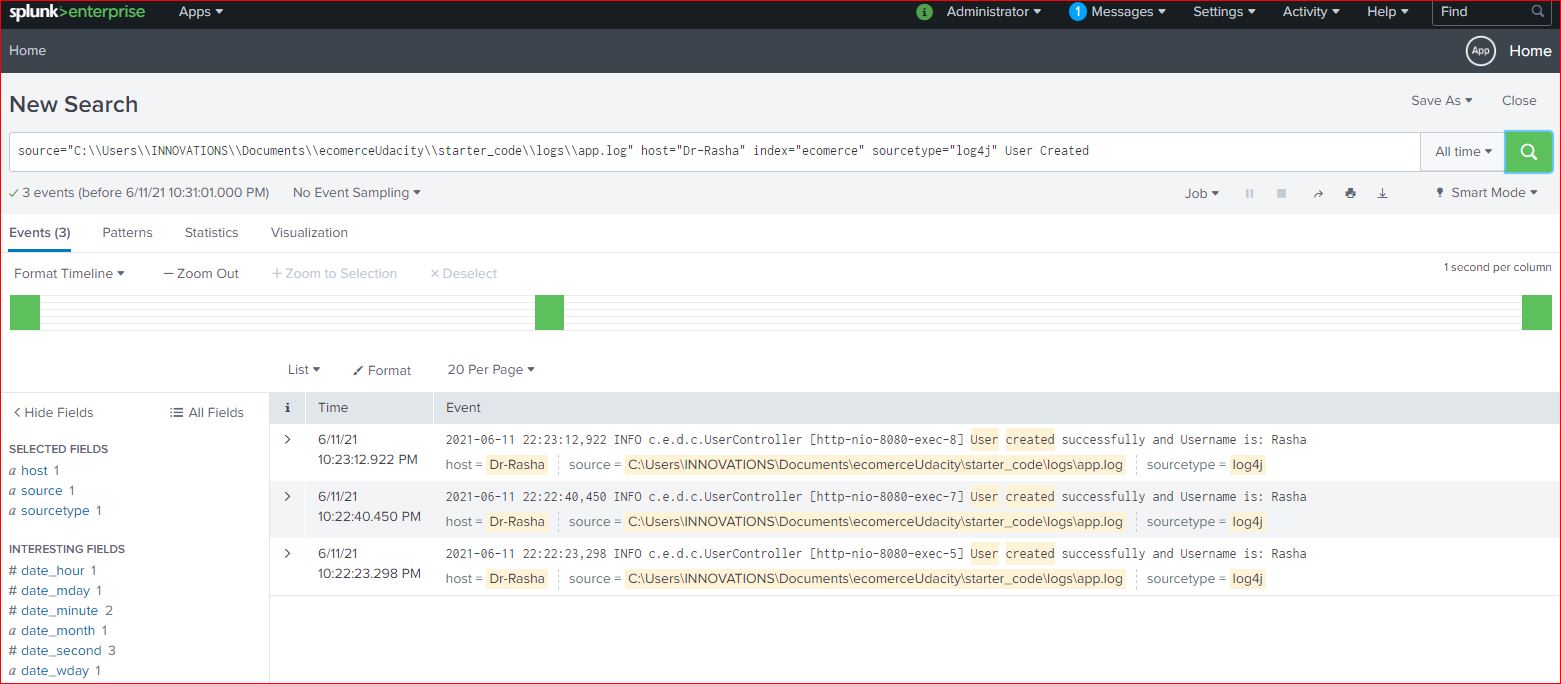 splunk>enterprise Apps i Administrator 1 Messages Settings Activity Help Find
Home App Home
New Search Save As Close
source="C:\\Users\\INNOVATIONS\\Documents\\ecomerceUdacity\\starter_code\\logs\\app.log" host="Dr-Rasha" index="ecomerce" sourcetype="log4j" User Created All time
✓ 3 events (before 6/11/21 10:31:01.000 PM) No Event Sampling Job Smart Mode
Events (3) Patterns Statistics Visualization
Format Timeline — Zoom Out + Zoom to Selection × Deselect 1 second per column
List Format 20 Per Page
< Hide Fields All Fields i Time Event
SELECTED FIELDS
a host 1
a source 1
a sourcetype 1
INTERESTING FIELDS
# date_hour 1
# date_mday 1
# date_minute 2
a date_month 1
# date_second 3
a date_wday 1
> 6/11/21 10:23:12.922 PM
2021-06-11 22:23:12,922 INFO c.e.d.c.UserController [http-nio-8080-exec-8] User created successfully and Username is: Rasha
host = Dr-Rasha source = C:\Users\INNOVATIONS\Documents\ecomerceUdacity\starter_code\logs\app.log sourcetype = log4j
> 6/11/21 10:22:40.450 PM
2021-06-11 22:22:40,450 INFO c.e.d.c.UserController [http-nio-8080-exec-7] User created successfully and Username is: Rasha
host = Dr-Rasha source = C:\Users\INNOVATIONS\Documents\ecomerceUdacity\starter_code\logs\app.log sourcetype = log4j
> 6/11/21 10:22:23.298 PM
2021-06-11 22:22:23,298 INFO c.e.d.c.UserController [http-nio-8080-exec-5] User created successfully and Username is: Rasha
host = Dr-Rasha source = C:\Users\INNOVATIONS\Documents\ecomerceUdacity\starter_code\logs\app.log sourcetype = log4j